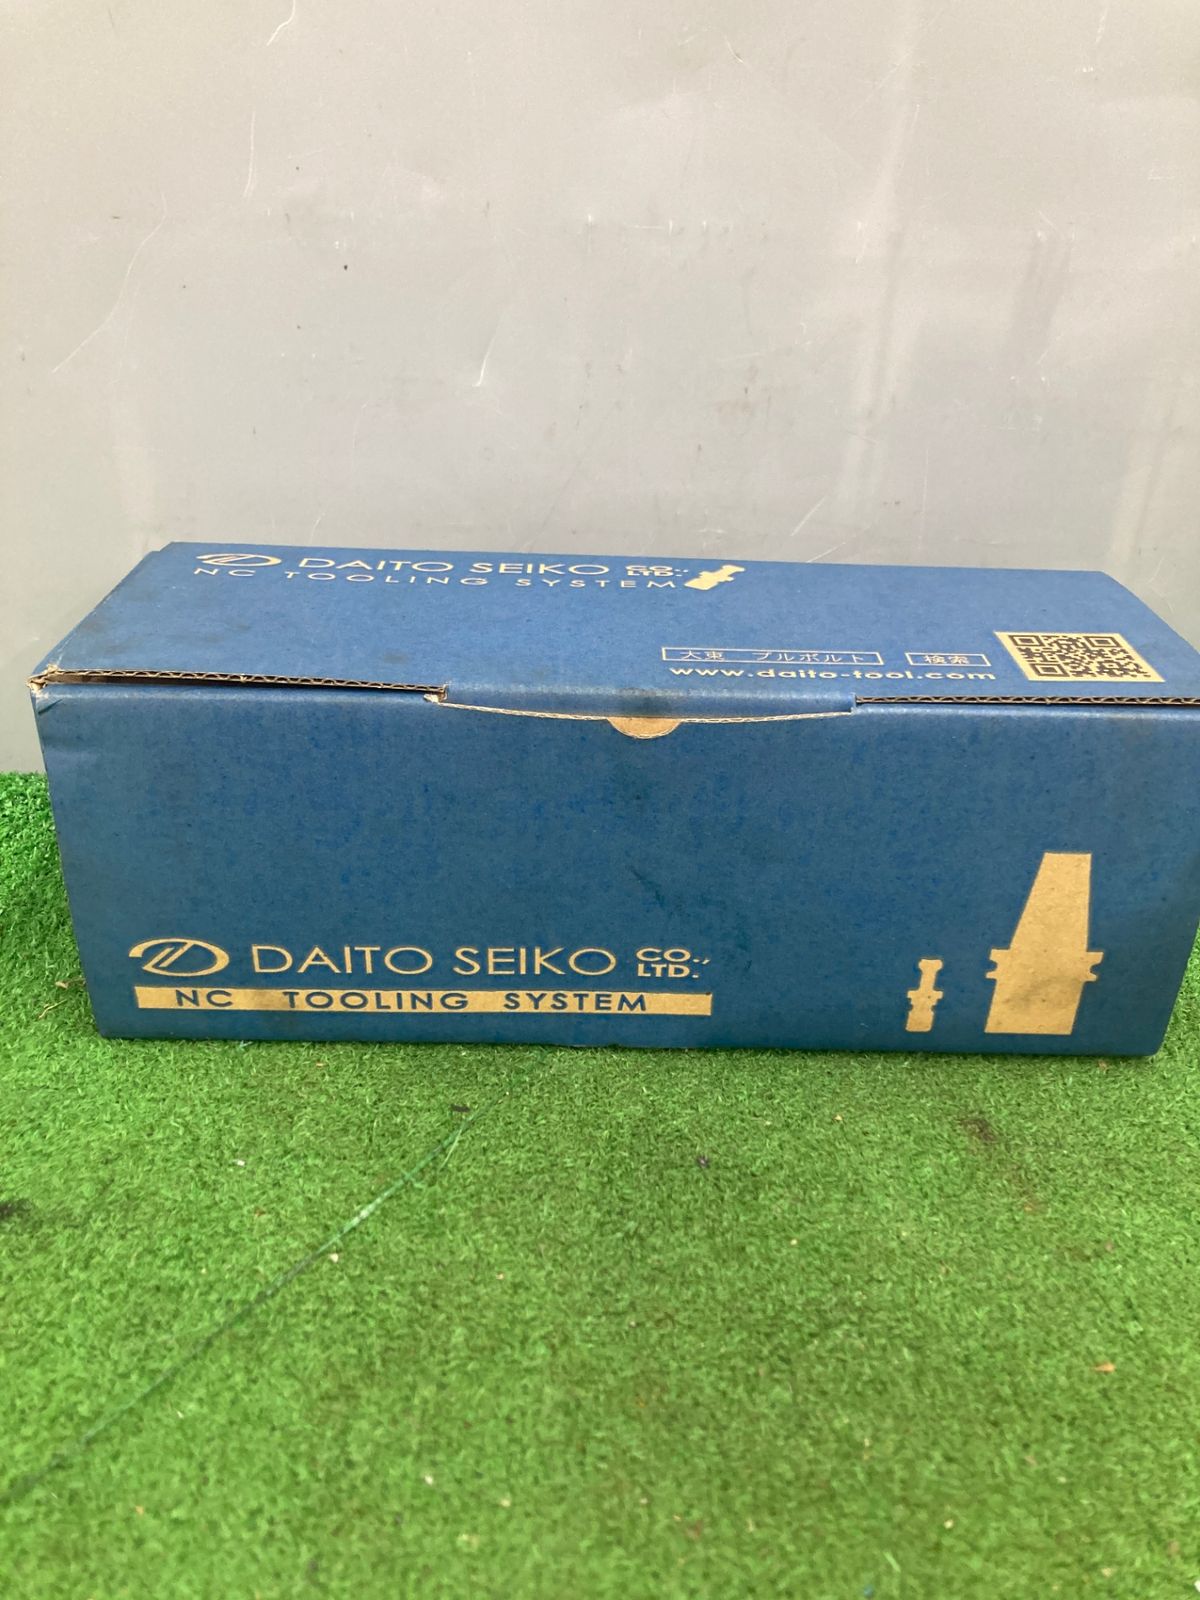 DAITO SEIKO CO., LTD.
NC TOOLING SYSTEM
大東 プルボルト 検索
www.daito-tool.com
DAITO SEIKO CO., LTD.
NC TOOLING SYSTEM